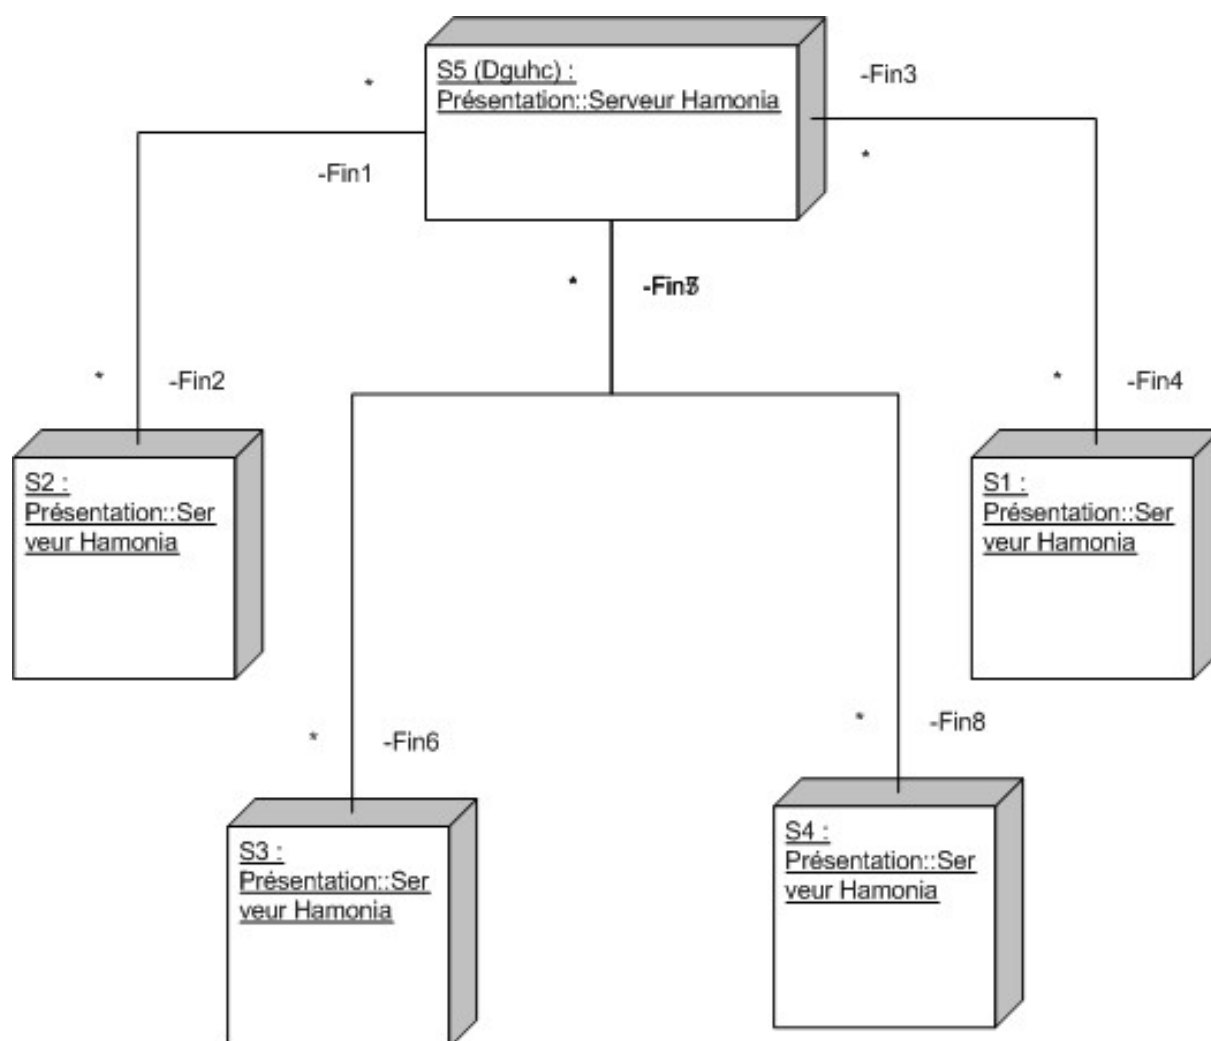 S5 (Dguhc) :
Présentation::Serveur Hamonia
-Fin3
*
*
-Fin1
*
*
-Fin2
*
-Fin4
S2 :
Présentation::Ser
veur Hamonia
S1 :
Présentation::Ser
veur Hamonia
*
-Fin6
*
-Fin8
S3 :
Présentation::Ser
veur Hamonia
S4 :
Présentation::Ser
veur Hamonia